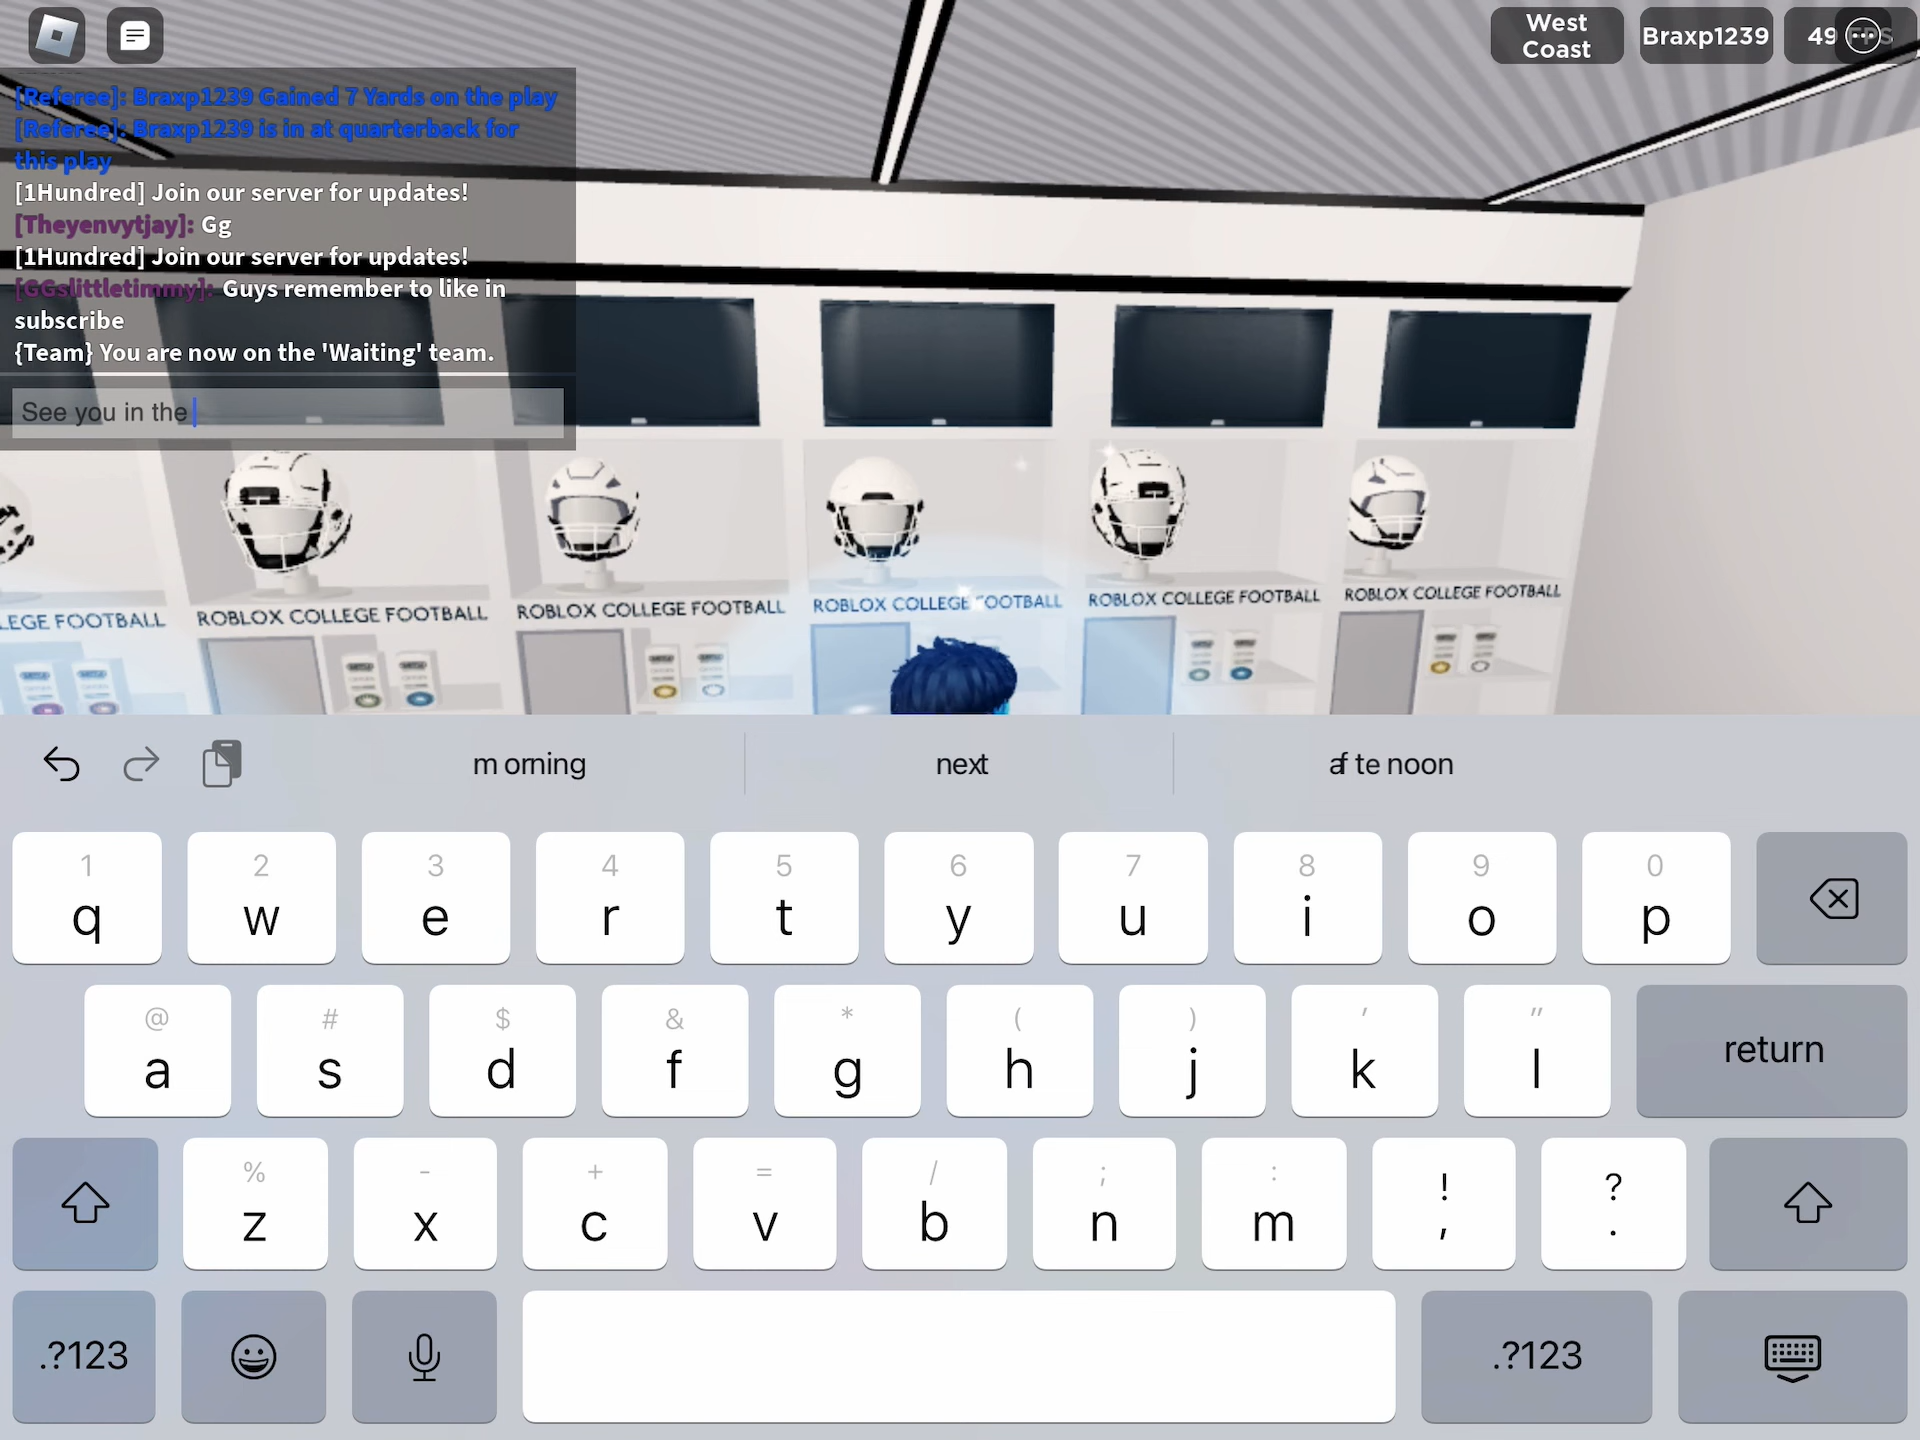 West
Coast
Braxp1239
49
[Referee]: Braxp1239 Gained 7 Yards on the play
[Referee]: Braxp1239 is in at quarterback for
this play
[1Hundred] Join our server for updates!
[Theyenvytjay]: Gg
[1Hundred] Join our server for updates!
[GGslittletimmy]: Guys remember to like in
subscribe
{Team} You are now on the 'Waiting' team.
See you in the
LEGE FOOTBALL ROBLOX COLLEGE FOOTBALL ROBLOX COLLEGE FOOTBALL ROBLOX COLLEGE FOOTBALL ROBLOX COLLEGE FOOTBALL ROBLOX COLLEGE FOOTBALL
morning next afte noon
1 2 3 4 5 6 7 8 9 0
q w e r t y u i o p
@ # $ & * ( ) ' "
a s d f g h j k l return
% - + = / ; : ! ?
z x c v b n m , .
.?123 .?123